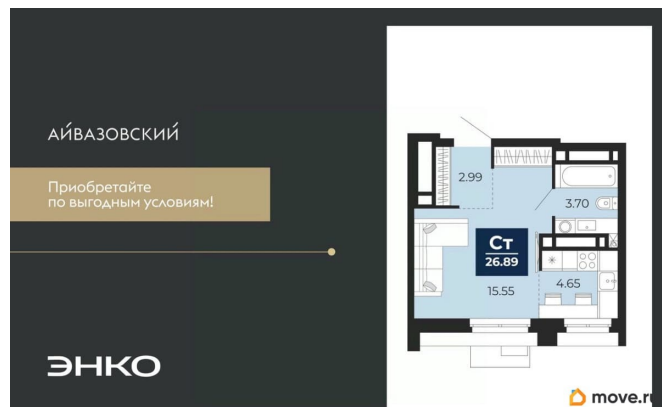 АЙВАЗОВСКИЙ
Приобретайте
по выгодным условиям!
ЭНКО
2.99
3.70
Ст
26.89
15.55
4.65
move.ru